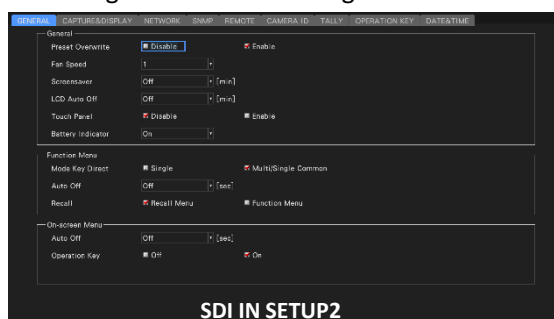 GENERAL CAPTURE&DISPLAY NETWORK SNMP REMOTE CAMERA ID TALLY OPERATION KEY DATE&TIME
General
Preset Overwrite Disable Enable
Fan Speed 1
Screensaver Off [min]
LCD Auto Off Off [min]
Touch Panel Disable Enable
Battery Indicator On
Function Menu
Mode Key Direct Single Multi/Single Common
Auto Off Off [sec]
Recall Recall Menu Function Menu
On-screen Menu
Auto Off Off [sec]
Operation Key Off On
SDI IN SETUP2